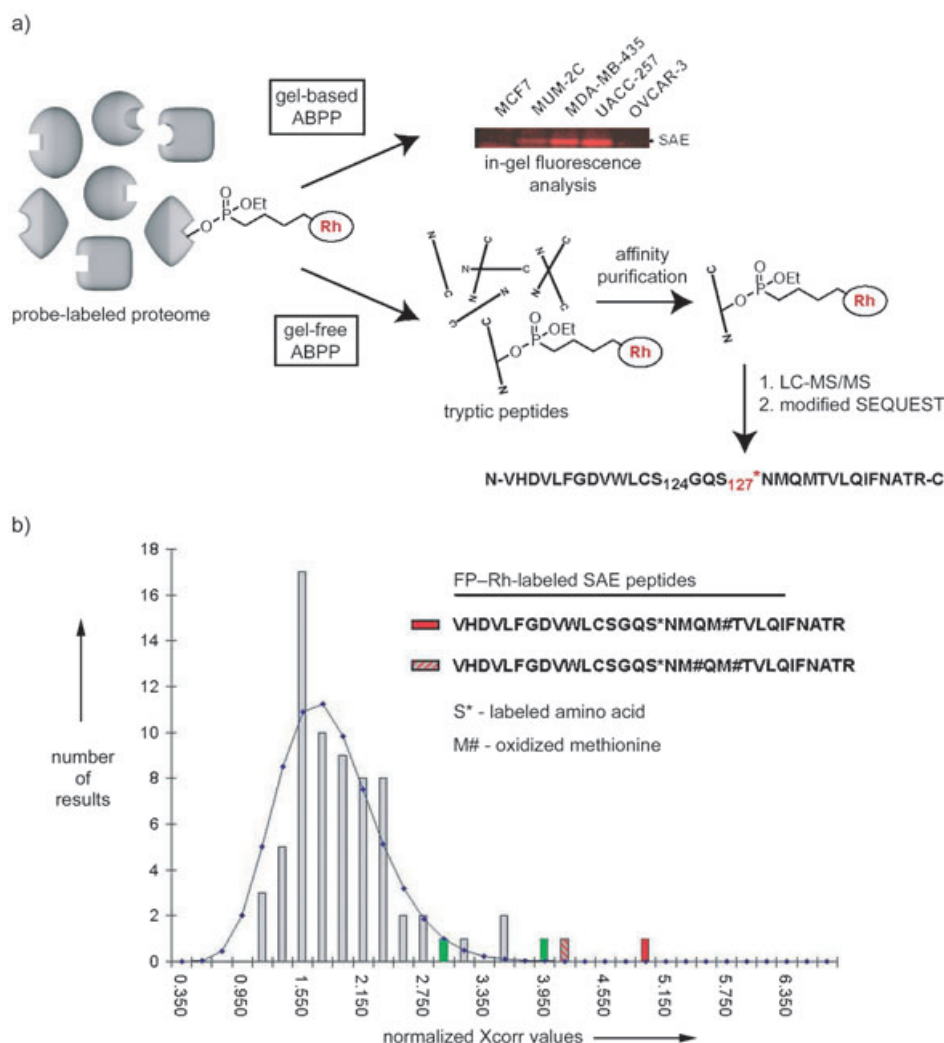 a)
gel-based
ABPP
MCF7
MUM-2C
MDA-MB-435
UACC-257
OVCAR-3
SAE
in-gel fluorescence
analysis
O
P
OEt
O
Rh
probe-labeled proteome
gel-free
ABPP
N
C
N
C
N
C
N
C
N
C
N
C
C
N
O
P
OEt
O
Rh
tryptic peptides
affinity
purification
C
N
O
P
OEt
O
Rh
1. LC-MS/MS
2. modified SEQUEST
N-VHDVLFGDVWLCS124GQS127*NMQMTVLQIFNATR-C
b)
number
of
results
18
16
14
12
10
8
6
4
2
0
FP–Rh-labeled SAE peptides
VHDVLFGDVWLCSGQS*NMQM#TVLQIFNATR
VHDVLFGDVWLCSGQS*NM#QM#TVLQIFNATR
S* - labeled amino acid
M# - oxidized methionine
0.350
0.950
1.550
2.150
2.750
3.350
3.950
4.550
5.150
5.750
6.350
normalized Xcorr values